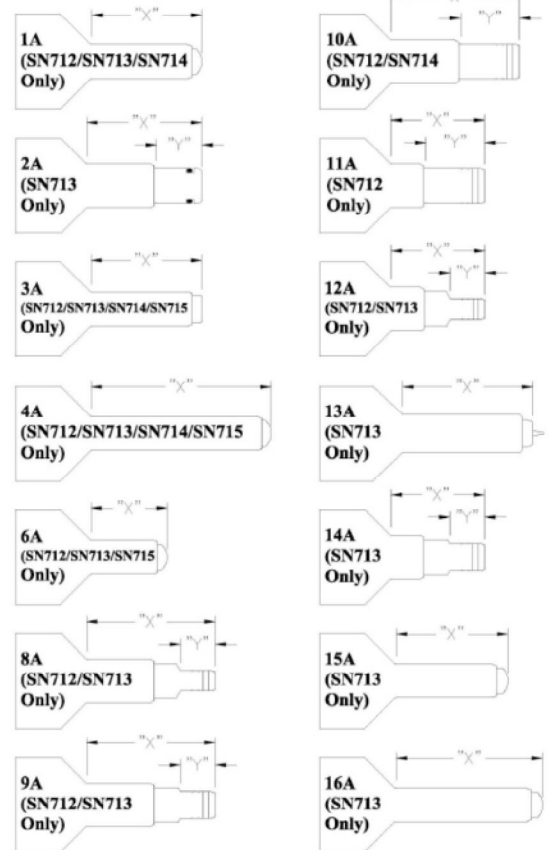 "X"
1A
(SN712/SN713/SN714
Only)
"X"
"Y"
2A
(SN713
Only)
"X"
3A
(SN712/SN713/SN714/SN715
Only)
"X"
4A
(SN712/SN713/SN714/SN715
Only)
"X"
6A
(SN712/SN713/SN715
Only)
"X"
"Y"
8A
(SN712/SN713
Only)
"X"
"Y"
9A
(SN712/SN713
Only)
"Y"
10A
(SN712/SN714
Only)
"X"
"Y"
11A
(SN712
Only)
"X"
"Y"
12A
(SN712/SN713
Only)
"X"
13A
(SN713
Only)
"X"
"Y"
14A
(SN713
Only)
"X"
15A
(SN713
Only)
"X"
16A
(SN713
Only)